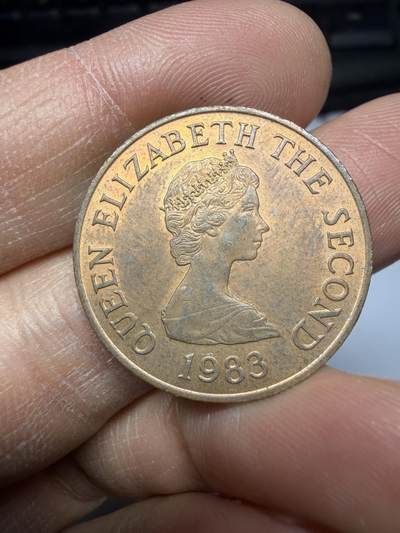 QUEEN ELIZABETH THE SECOND
1983